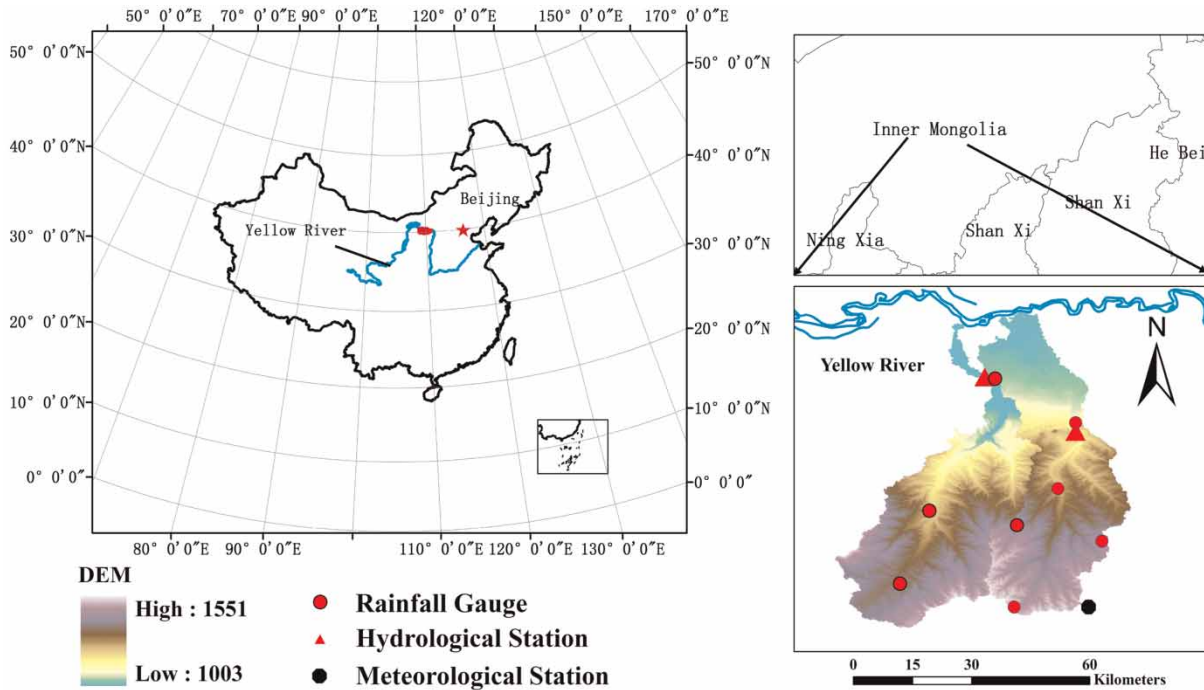 70° 0'0"E 80° 0'0"E 90° 0'0"E 100° 0'0"E 120° 0'0"E 150° 0'0"E 170° 0'0"E
50° 0'0"N
40° 0'0"N
30° 0'0"N
20° 0'0"N
10° 0'0"N
0° 0'0"N
50° 0'0"N
40° 0'0"N
30° 0'0"N
20° 0'0"N
10° 0'0"N
0° 0'0"
80° 0'0"E 90° 0'0"E 110° 0'0"E 120° 0'0"E 130° 0'0"E
Beijing
Yellow River
Inner Mongolia
He Bei
Shan Xi
Shan Xi
Ning Xia
Yellow River
N
0 15 30 60
Kilometers
DEM
High : 1551
Low : 1003
Rainfall Gauge
Hydrological Station
Meteorological Station